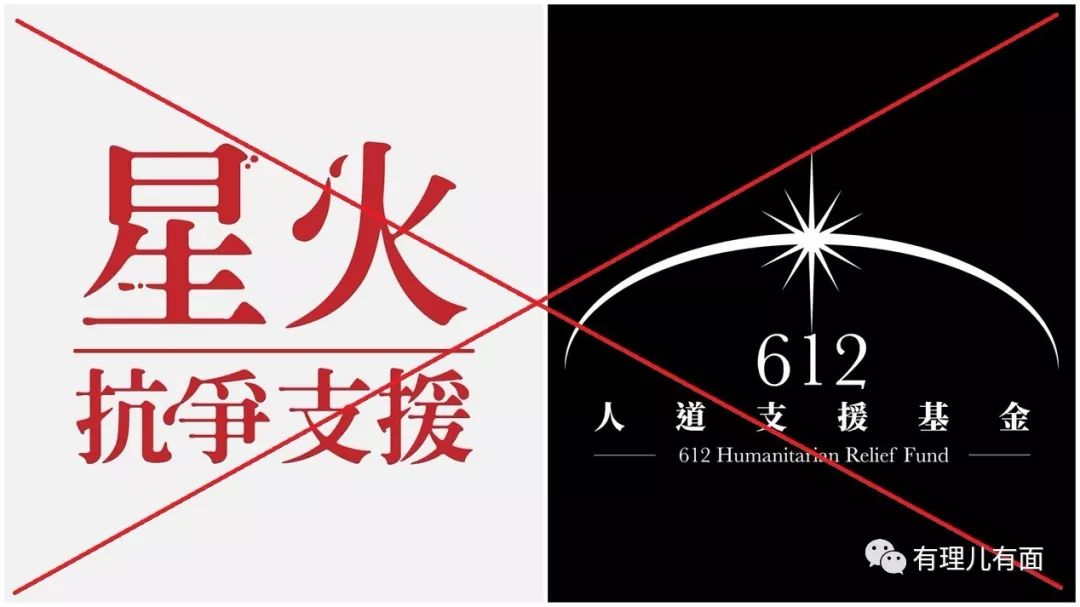 星火
抗爭支援
612
人道支援基金
612 Humanitarian Relief Fund
有理儿有面